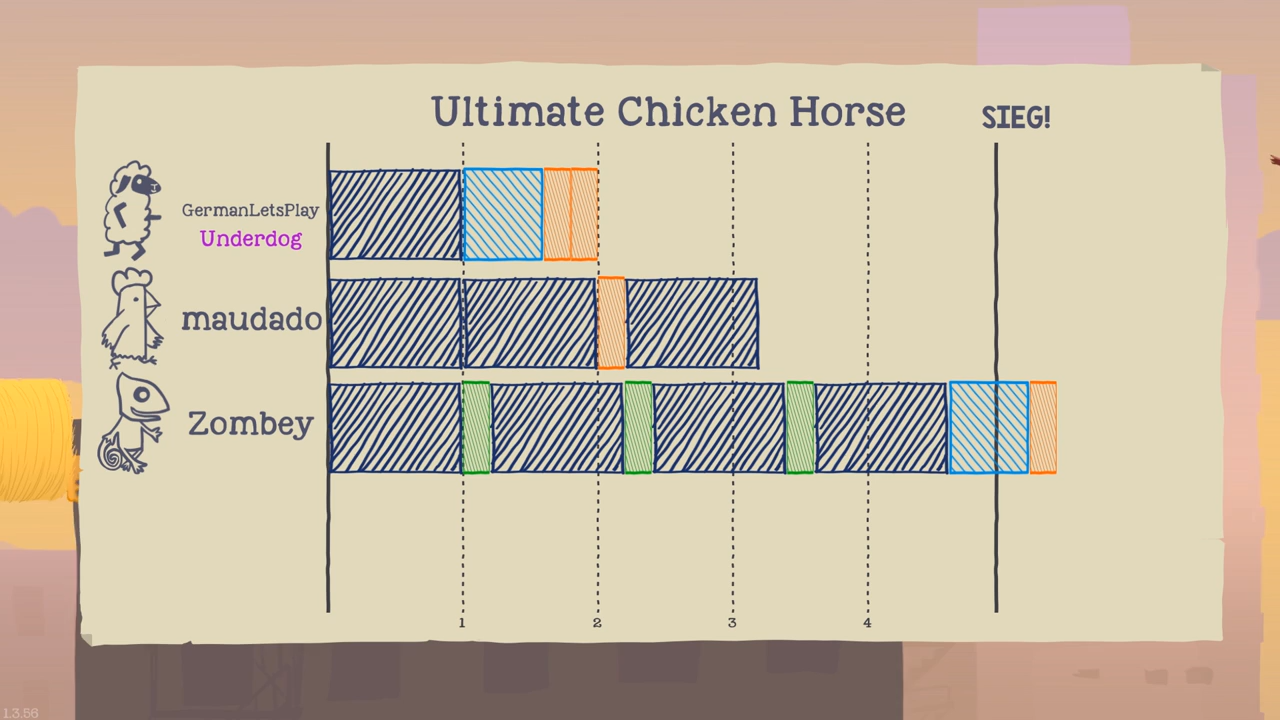 Ultimate Chicken Horse
SIEG!
GermanLetsPlay
Underdog
maudado
Zombey
1 2 3 4
1.3.56